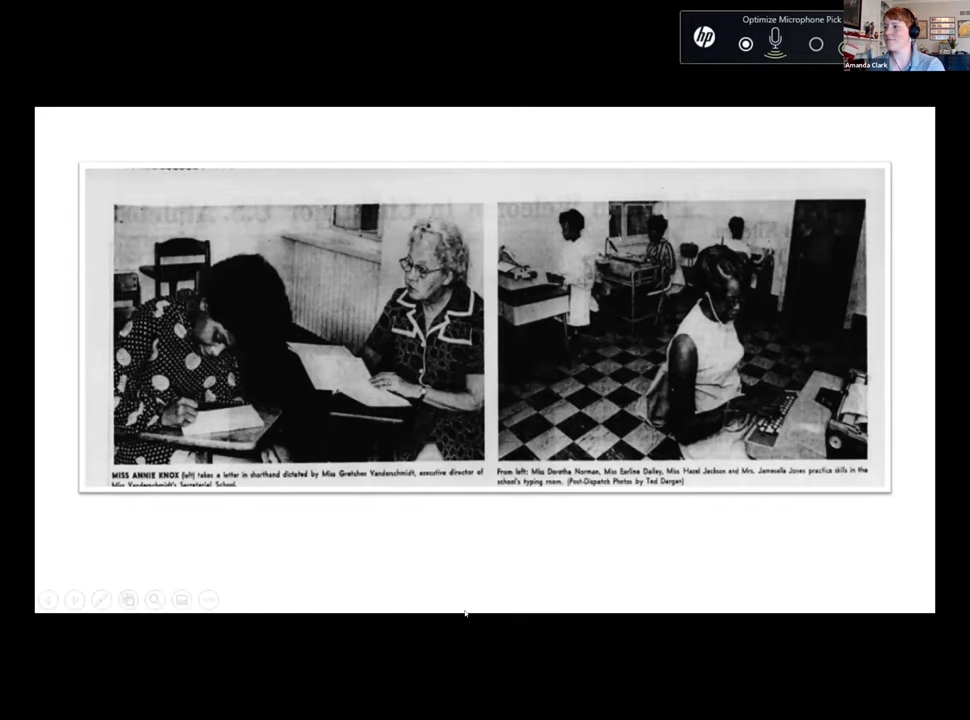 Optimize Microphone Pick
hp
Amanda Clark
MISS ANNIE KNOX (left) takes a letter in shorthand dictated by Miss Gretchen Vanderschmidt, executive director of
Miss Vanderschmidt's Secretarial School.
From left: Miss Doretha Norman, Miss Earline Dailey, Miss Hazel Jackson and Mrs. Jamesella Jones practice skills in the
school's typing room. (Post-Dispatch Photos by Ted Dargan)